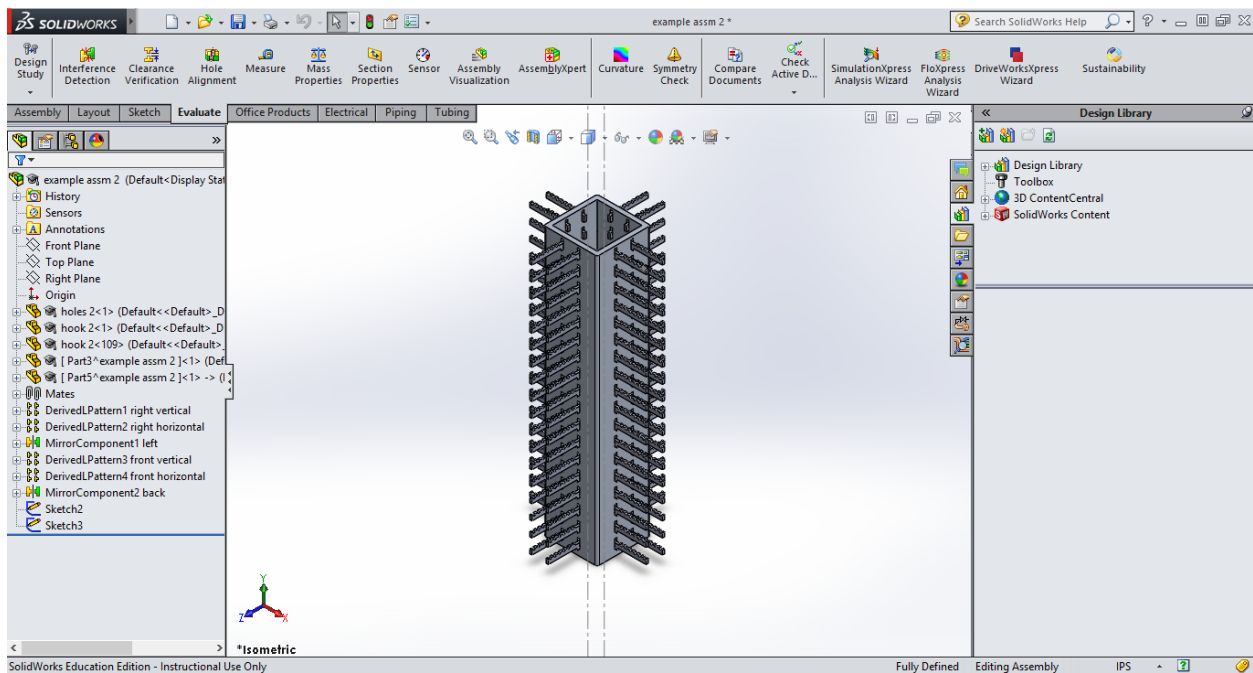 SOLIDWORKS
example assm 2 *
Search SolidWorks Help
Design Study
Interference Detection
Clearance Verification
Hole Alignment
Measure
Mass Properties
Section Properties
Sensor
Assembly Visualization
AssemblyXpert
Curvature
Symmetry Check
Compare Documents
Check Active D...
SimulationXpress Analysis Wizard
FloXpress Analysis Wizard
DriveWorksXpress Wizard
Sustainability
Assembly Layout Sketch Evaluate Office Products Electrical Piping Tubing
Design Library
example assm 2 (Default<Display Stat
History
Sensors
Annotations
Front Plane
Top Plane
Right Plane
Origin
holes 2<1> (Default<<Default>_D
hook 2<1> (Default<<Default>_D
hook 2<109> (Default<<Default>_
[ Part3^example assm 2 ]<1> (Def
[ Part5^example assm 2 ]<1> -> (I
Mates
DerivedLPattern1 right vertical
DerivedLPattern2 right horizontal
MirrorComponent1 left
DerivedLPattern3 front vertical
DerivedLPattern4 front horizontal
MirrorComponent2 back
Sketch2
Sketch3
Design Library
Toolbox
3D ContentCentral
SolidWorks Content
Y
Z
X
*Isometric
SolidWorks Education Edition - Instructional Use Only
Fully Defined Editing Assembly IPS